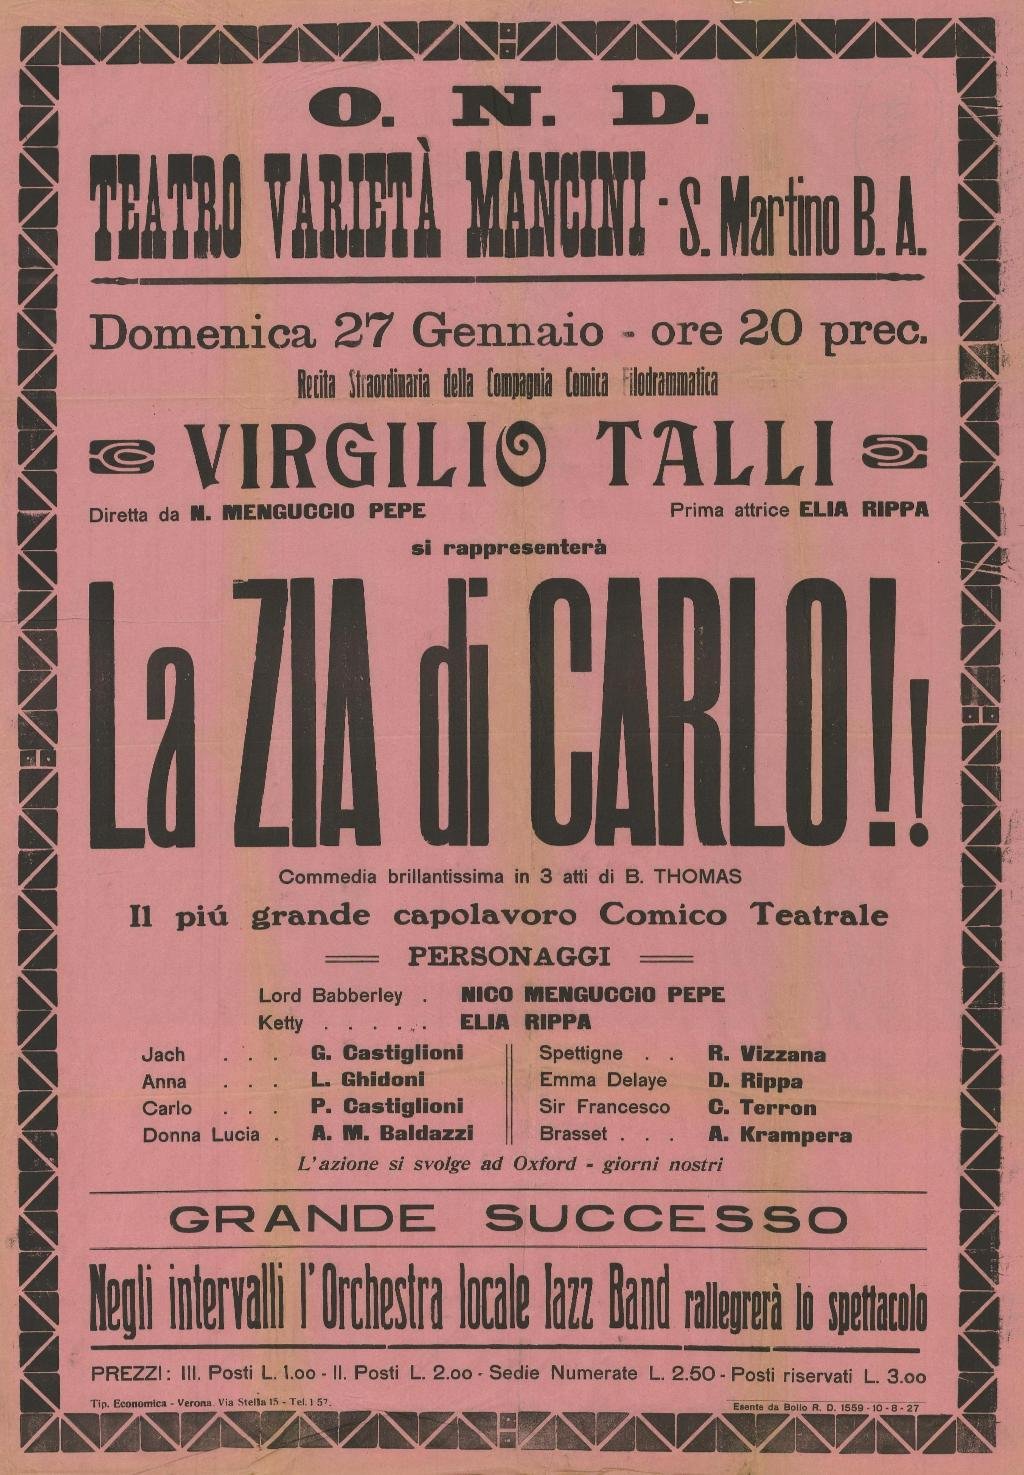 O. N. D.
TEATRO VARIETÀ MANCINI - S. Martino B. A.
Domenica 27 Gennaio - ore 20 prec.
Recita Straordinaria della Compagnia Comica Filodrammatica
VIRGILIO TALLI
Diretta da N. MENGUCCIO PEPE Prima attrice ELIA RIPPA
si rappresenterà
La ZIA di CARLO!!
Commedia brillantissima in 3 atti di B. THOMAS
Il piú grande capolavoro Comico Teatrale
PERSONAGGI
Lord Babberley . NICO MENGUCCIO PEPE
Ketty . . . . . . ELIA RIPPA
Jach . . . G. Castiglioni
Anna . . . L. Ghidoni
Carlo . . . P. Castiglioni
Donna Lucia . A. M. Baldazzi
Spettigne . . R. Vizzana
Emma Delaye D. Rippa
Sir Francesco C. Terron
Brasset . . . A. Krampera
L'azione si svolge ad Oxford - giorni nostri
GRANDE SUCCESSO
Negli intervalli l'Orchestra locale Iazz Band rallegrerà lo spettacolo
PREZZI: III. Posti L. 1.00 - II. Posti L. 2.00 - Sedie Numerate L. 2.50 - Posti riservati L. 3.00
Tip. Economica - Verona. Via Stella 15 - Tel. 157.
Esente da Bollo R. D. 1559 - 10 - 8 - 27